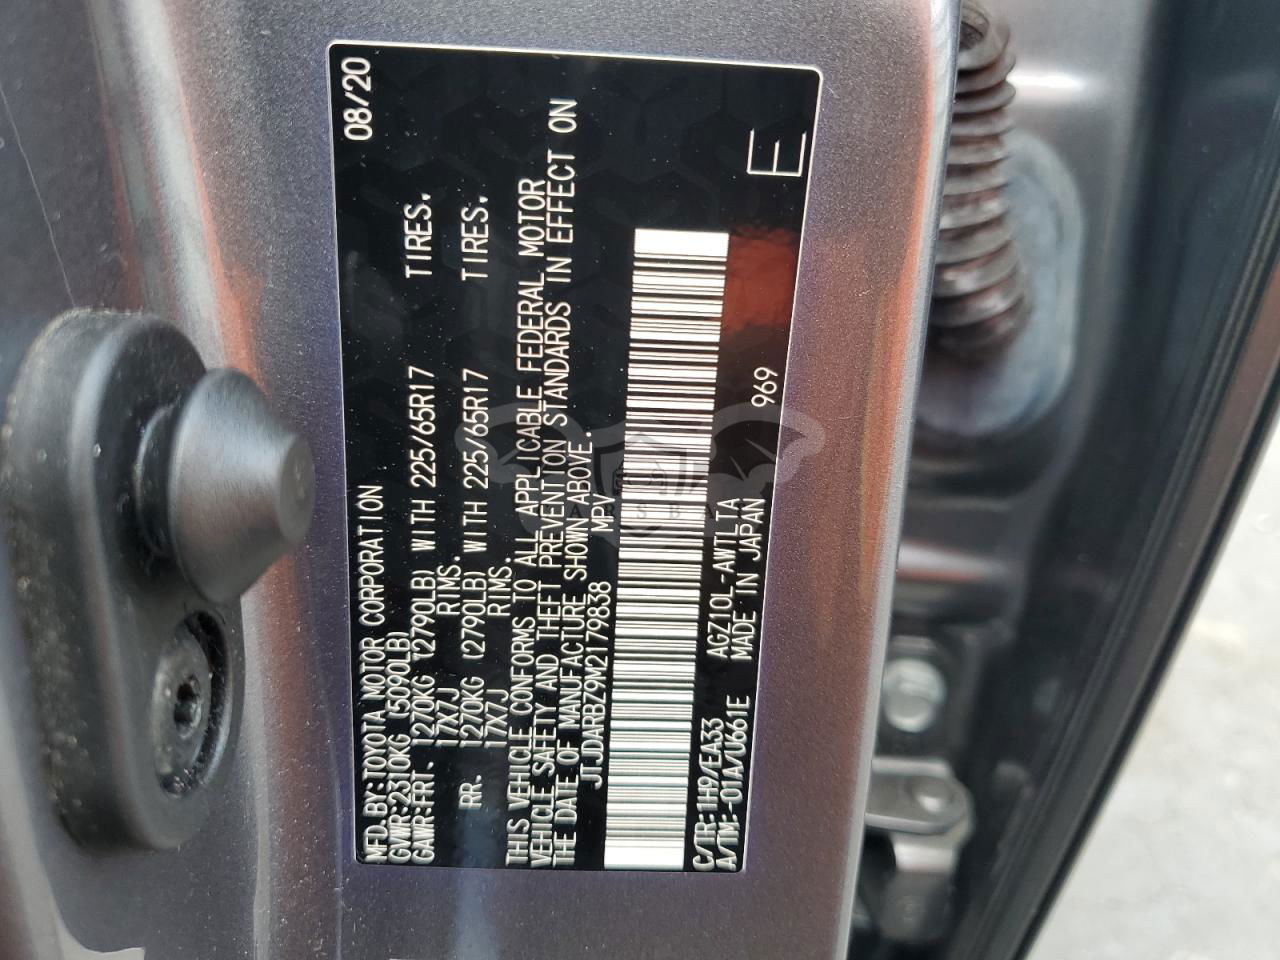 MFD.BY:TOYOTA MOTOR CORPORATION 08/20
GVWR:2310KG (5090LB)
GAWR:FRT. 1270KG (2790LB) WITH 225/65R17 TIRES.
17X7J RIMS.
RR. 1270KG (2790LB) WITH 225/65R17 TIRES.
17X7J RIMS.
THIS VEHICLE CONFORMS TO ALL APPLICABLE FEDERAL MOTOR
VEHICLE SAFETY AND THEFT PREVENTION STANDARDS IN EFFECT ON
THE DATE OF MANUFACTURE SHOWN ABOVE.
JTJDARBZ9M2179838 MPV
C/TR:1H9/EA33 AGZ10L-AWTLTA
A/TM:-01A/U661E MADE IN JAPAN 969
E